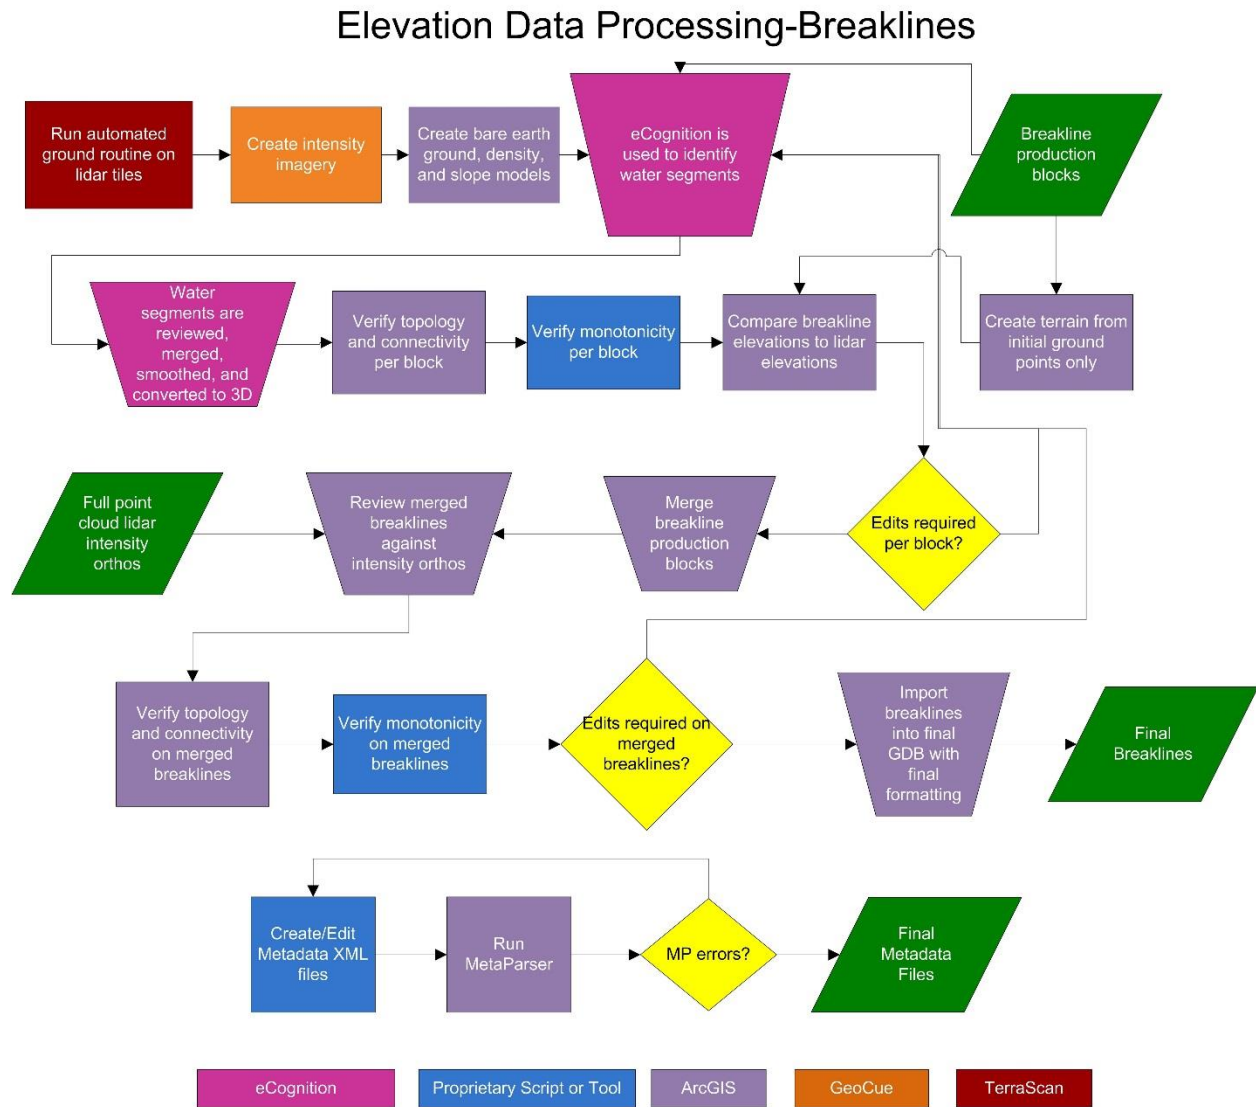 Elevation Data Processing-Breaklines
Run automated
ground routine on
lidar tiles
Create intensity
imagery
Create bare earth
ground, density,
and slope models
eCognition is
used to identify
water segments
Breakline
production
blocks
Water
segments are
reviewed,
merged,
smoothed, and
converted to 3D
Verify topology
and connectivity
per block
Verify monotonicity
per block
Compare breakline
elevations to lidar
elevations
Create terrain from
initial ground
points only
Full point
cloud lidar
intensity
orthos
Review merged
breaklines
against
intensity orthos
Merge
breakline
production
blocks
Edits required
per block?
Verify topology
and connectivity
on merged
breaklines
Verify monotonicity
on merged
breaklines
Edits required on
merged
breaklines?
Import
breaklines
into final
GDB with
final
formatting
Final
Breaklines
Create/Edit
Metadata XML
files
Run
MetaParser
MP errors?
Final
Metadata
Files
eCognition
Proprietary Script or Tool
ArcGIS
GeoCue
TerraScan